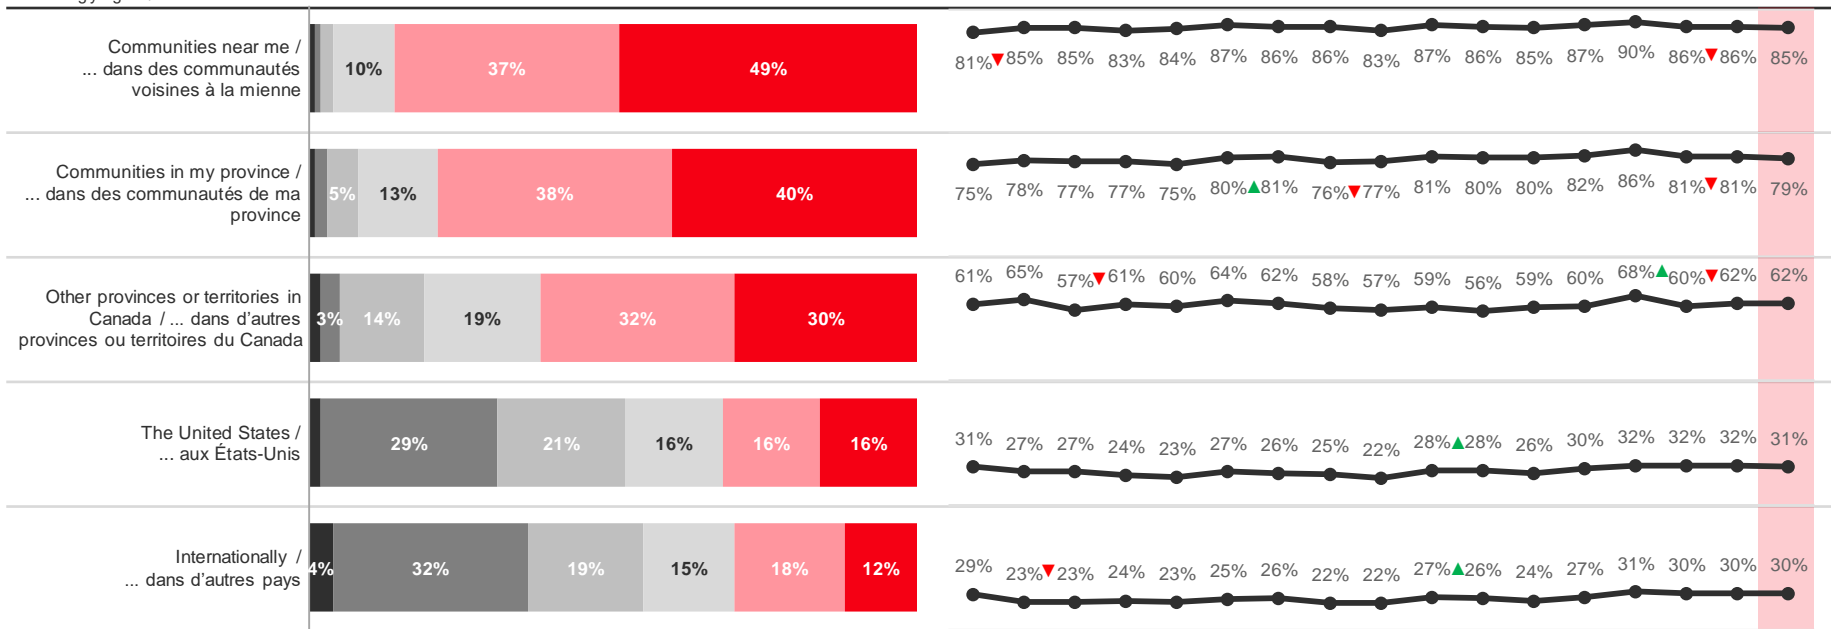 Communities near me /
... dans des communautés
voisines à la mienne
10% 37% 49%
81% 85% 85% 83% 84% 87% 86% 86% 83% 87% 86% 85% 87% 90% 86% 86% 85%
Communities in my province /
... dans des communautés de ma
province
5% 13% 38% 40%
75% 78% 77% 77% 75% 80% 81% 76% 77% 81% 80% 80% 82% 86% 81% 81% 79%
Other provinces or territories in
Canada / ... dans d'autres
provinces ou territoires du Canada
3% 14% 19% 32% 30%
61% 65% 57% 61% 60% 64% 62% 58% 57% 59% 56% 59% 60% 68% 60% 62% 62%
The United States /
... aux États-Unis
29% 21% 16% 16% 16%
31% 27% 27% 24% 23% 27% 26% 25% 22% 28% 28% 26% 30% 32% 32% 32% 31%
Internationally /
... dans d'autres pays
4% 32% 19% 15% 18% 12%
29% 23% 23% 24% 23% 25% 26% 22% 22% 27% 26% 24% 27% 31% 30% 30% 30%